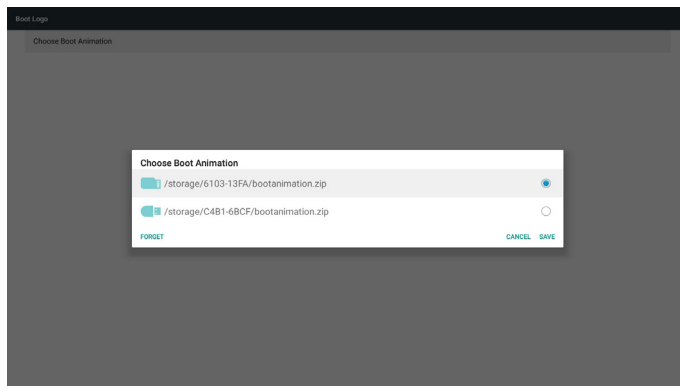 Boot Logo
Choose Boot Animation
Choose Boot Animation
/storage/6103-13FA/bootanimation.zip
/storage/C4B1-6BCF/bootanimation.zip
FORGET CANCEL SAVE